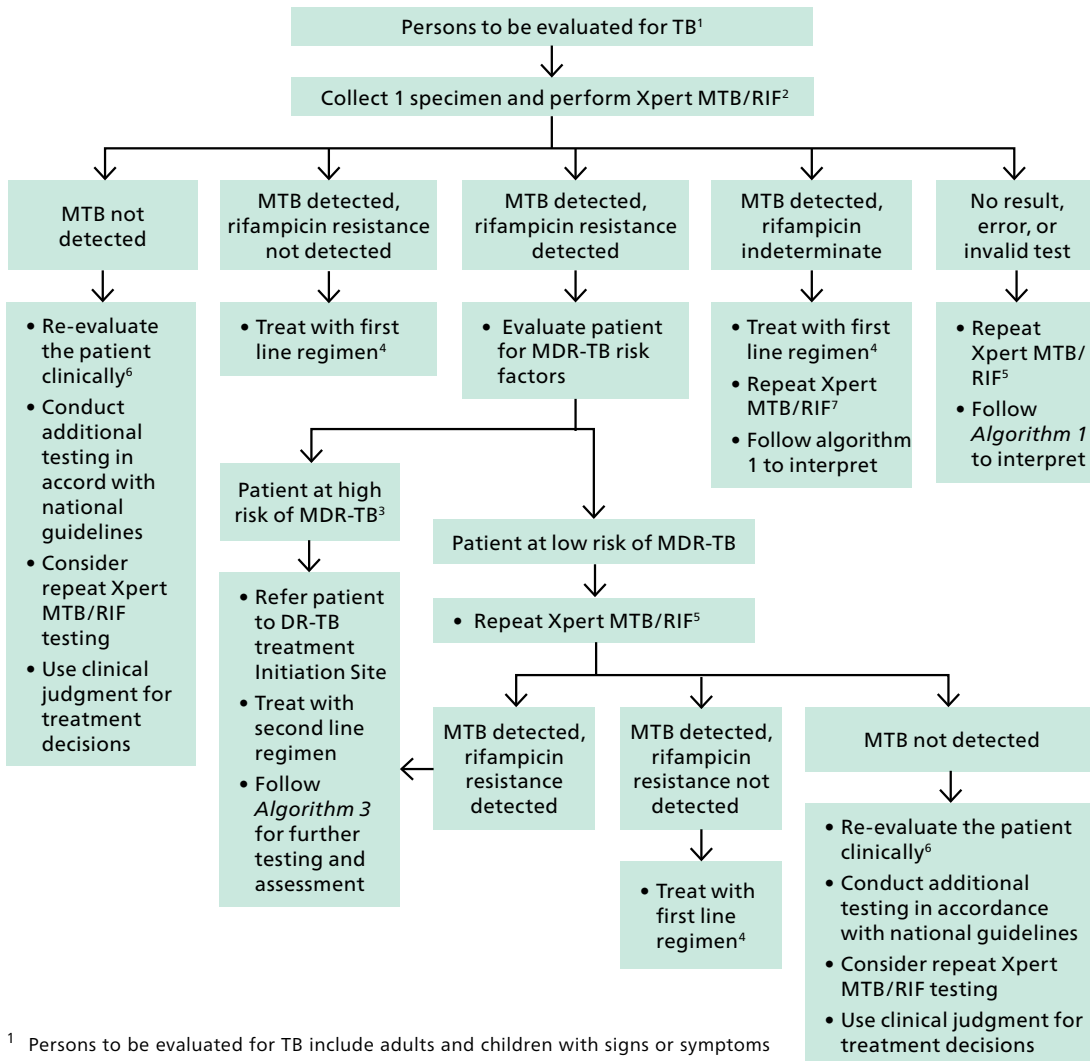 Persons to be evaluated for TB¹
Collect 1 specimen and perform Xpert MTB/RIF²
MTB not
detected
MTB detected,
rifampicin resistance
not detected
MTB detected,
rifampicin resistance
detected
MTB detected,
rifampicin
indeterminate
No result,
error, or
invalid test
• Re-evaluate
the patient
clinically⁶
• Conduct
additional
testing in
accord with
national
guidelines
• Consider
repeat Xpert
MTB/RIF
testing
• Use clinical
judgment for
treatment
decisions
• Treat with first
line regimen⁴
• Evaluate patient
for MDR-TB risk
factors
• Treat with first
line regimen⁴
• Repeat Xpert
MTB/RIF⁷
• Follow algorithm
1 to interpret
• Repeat
Xpert MTB/
RIF⁵
• Follow
Algorithm 1
to interpret
Patient at high
risk of MDR-TB³
Patient at low risk of MDR-TB
• Refer patient
to DR-TB
treatment
Initiation Site
• Treat with
second line
regimen
• Follow
Algorithm 3
for further
testing and
assessment
• Repeat Xpert MTB/RIF⁵
MTB detected,
rifampicin
resistance
detected
MTB detected,
rifampicin
resistance not
detected
MTB not detected
• Treat with
first line
regimen⁴
• Re-evaluate the patient
clinically⁶
• Conduct additional
testing in accordance
with national guidelines
• Consider repeat Xpert
MTB/RIF testing
• Use clinical judgment for
treatment decisions
¹ Persons to be evaluated for TB include adults and children with signs or symptoms